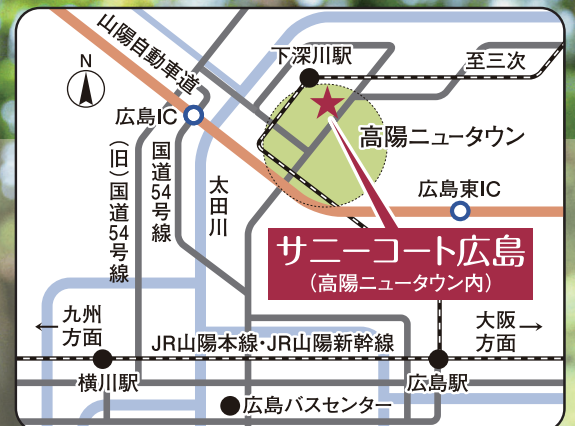 山陽自動車道
N
下深川駅
至三次
広島IC
高陽ニュータウン
(旧)国道54号線
国道54号線
太田川
広島東IC
サニーコート広島
(高陽ニュータウン内)
←九州
方面
JR山陽本線・JR山陽新幹線
大阪→
方面
横川駅
広島駅
広島バスセンター